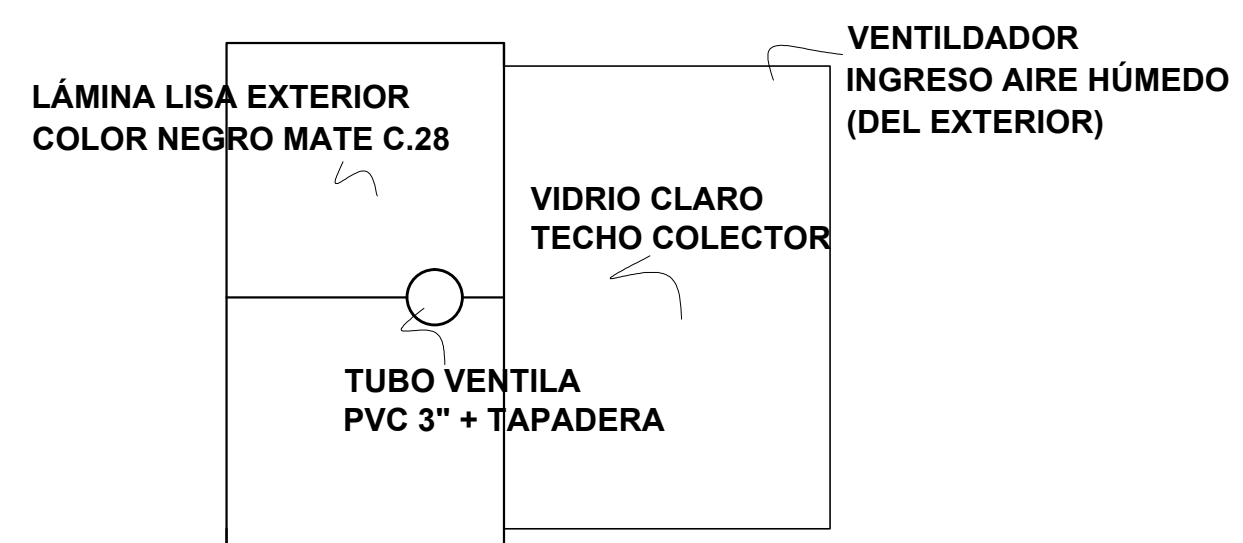 VENTILDADOR
INGRESO AIRE HÚMEDO
(DEL EXTERIOR)
LÁMINA LISA EXTERIOR
COLOR NEGRO MATE C.28
VIDRIO CLARO
TECHO COLECTOR
TUBO VENTILA
PVC 3" + TAPADERA